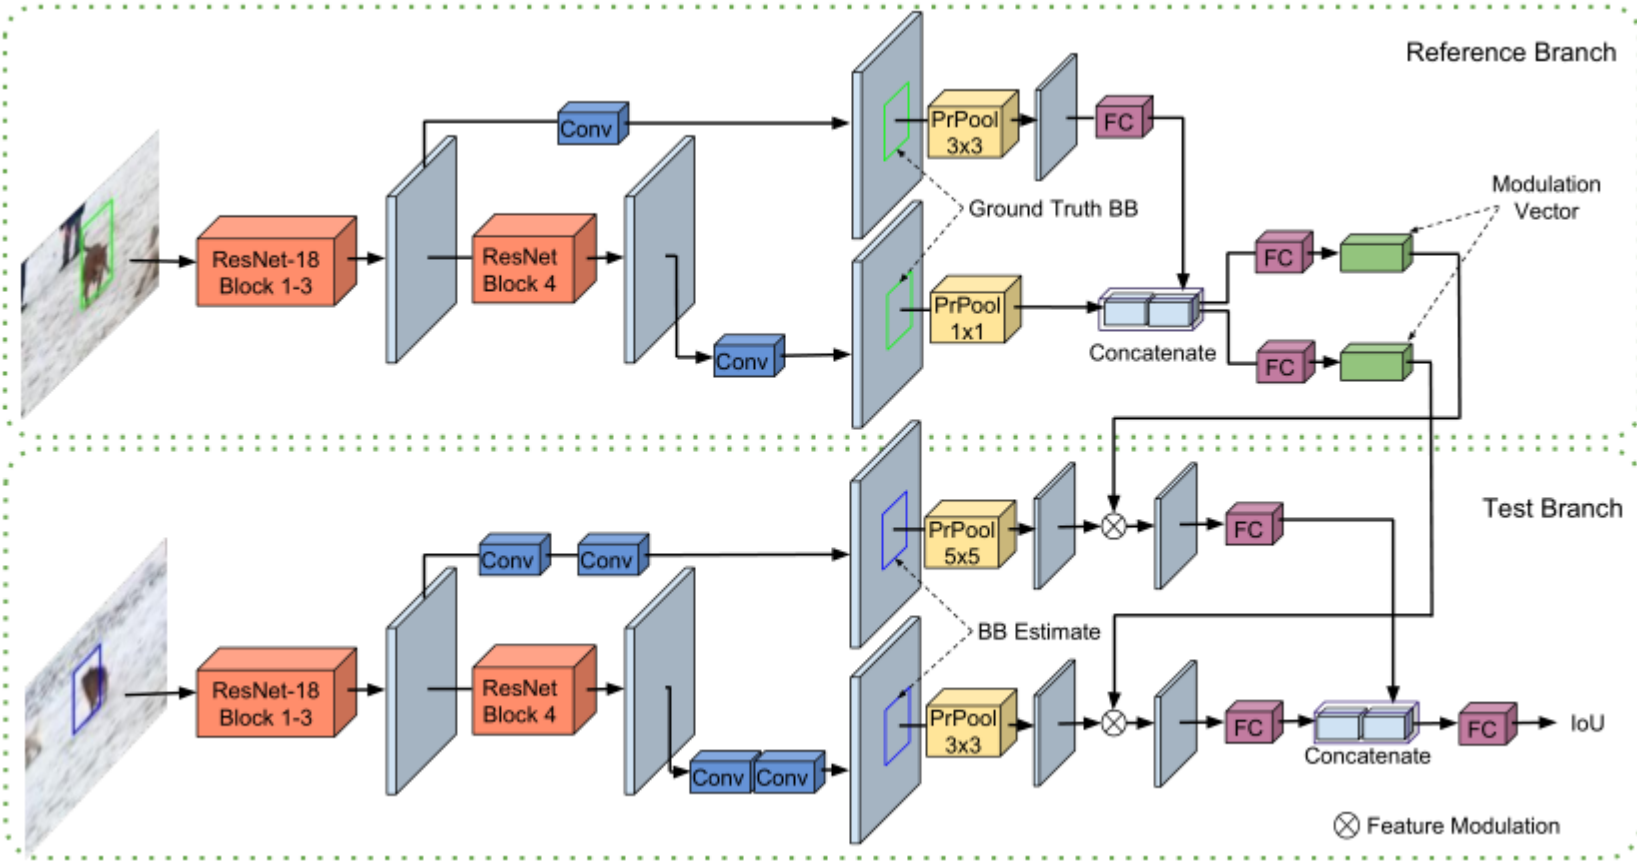 Reference Branch
Conv
PrPool
3x3
FC
Modulation
Vector
Ground Truth BB
ResNet-18
Block 1-3
ResNet
Block 4
FC
PrPool
1x1
Conv
Concatenate
FC
Test Branch
Conv
Conv
PrPool
5x5
FC
BB Estimate
ResNet-18
Block 1-3
ResNet
Block 4
PrPool
3x3
FC
FC
IoU
Concatenate
Conv
Conv
Feature Modulation